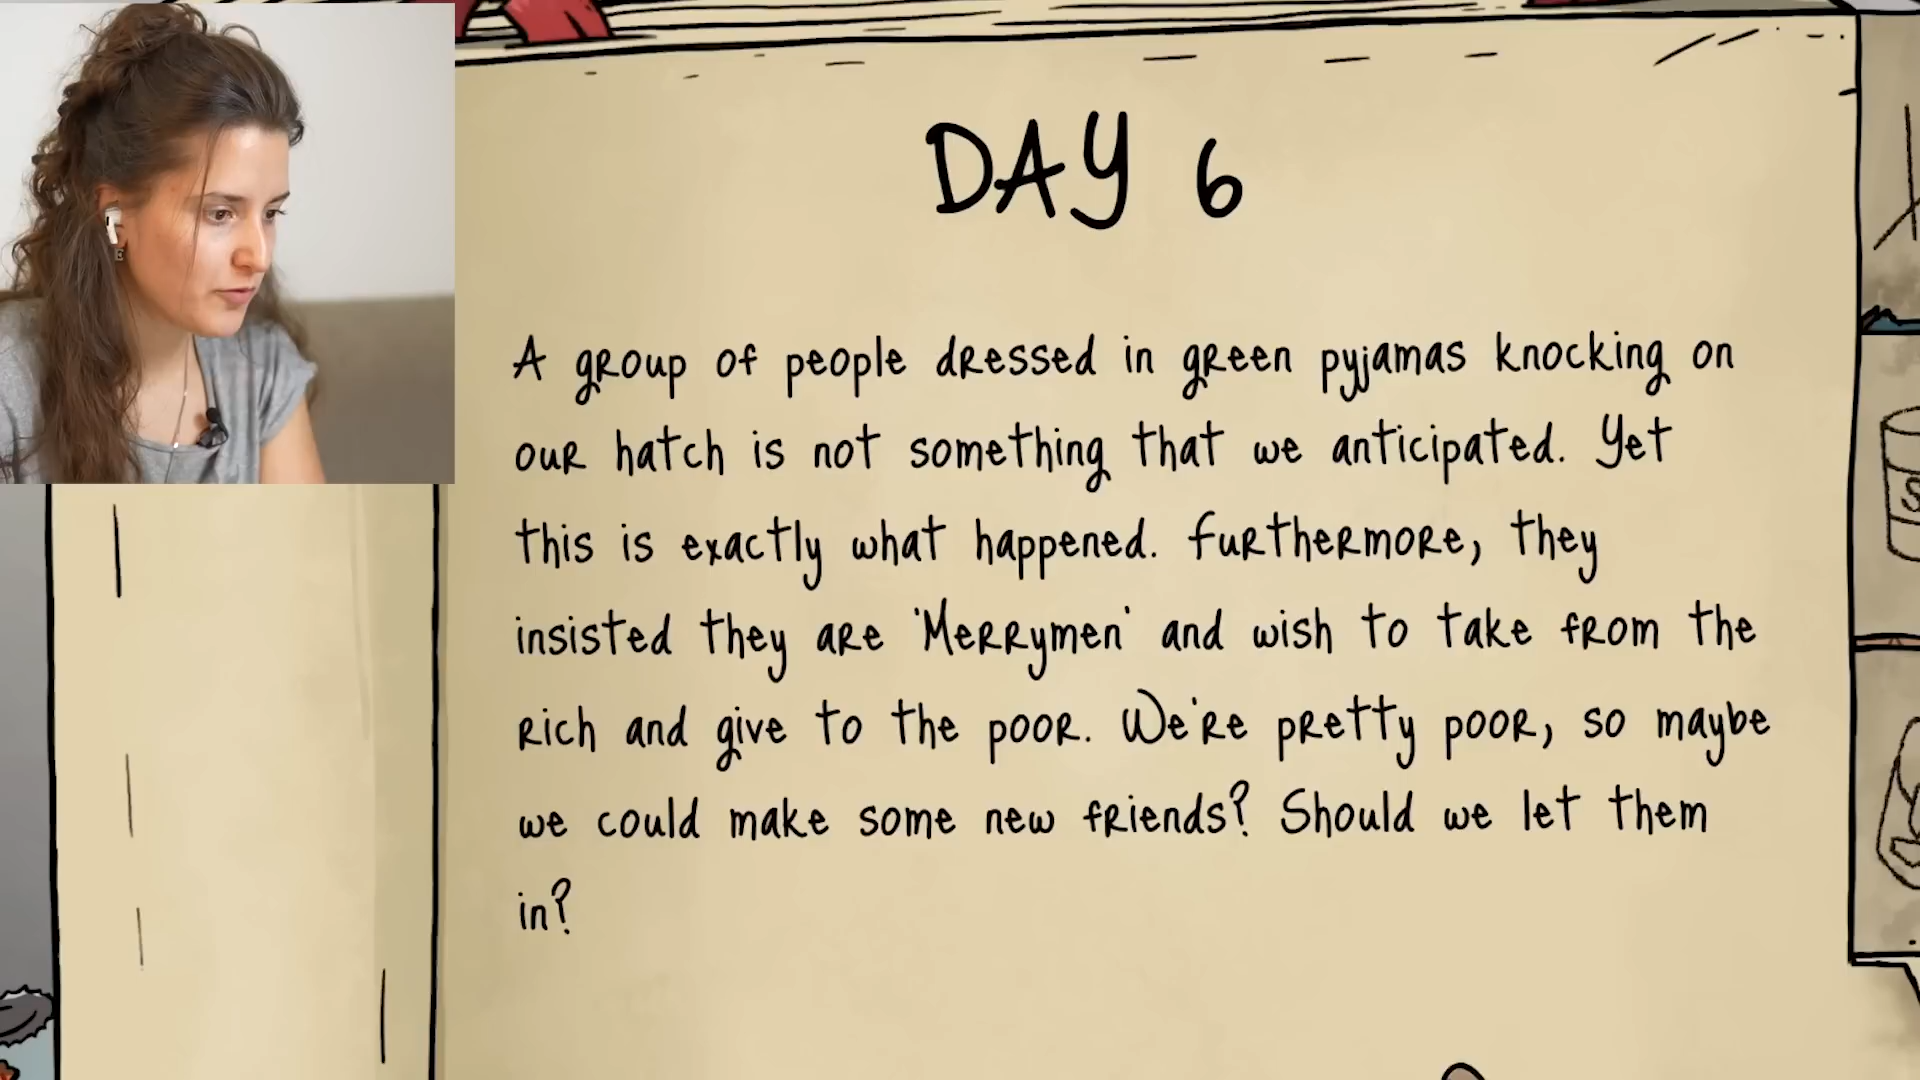 DAY 6
A group of people dressed in green pyjamas knocking on
our hatch is not something that we anticipated. Yet
this is exactly what happened. Furthermore, they
insisted they are 'Merrymen' and wish to take from the
rich and give to the poor. We're pretty poor, so maybe
we could make some new friends? Should we let them
in?